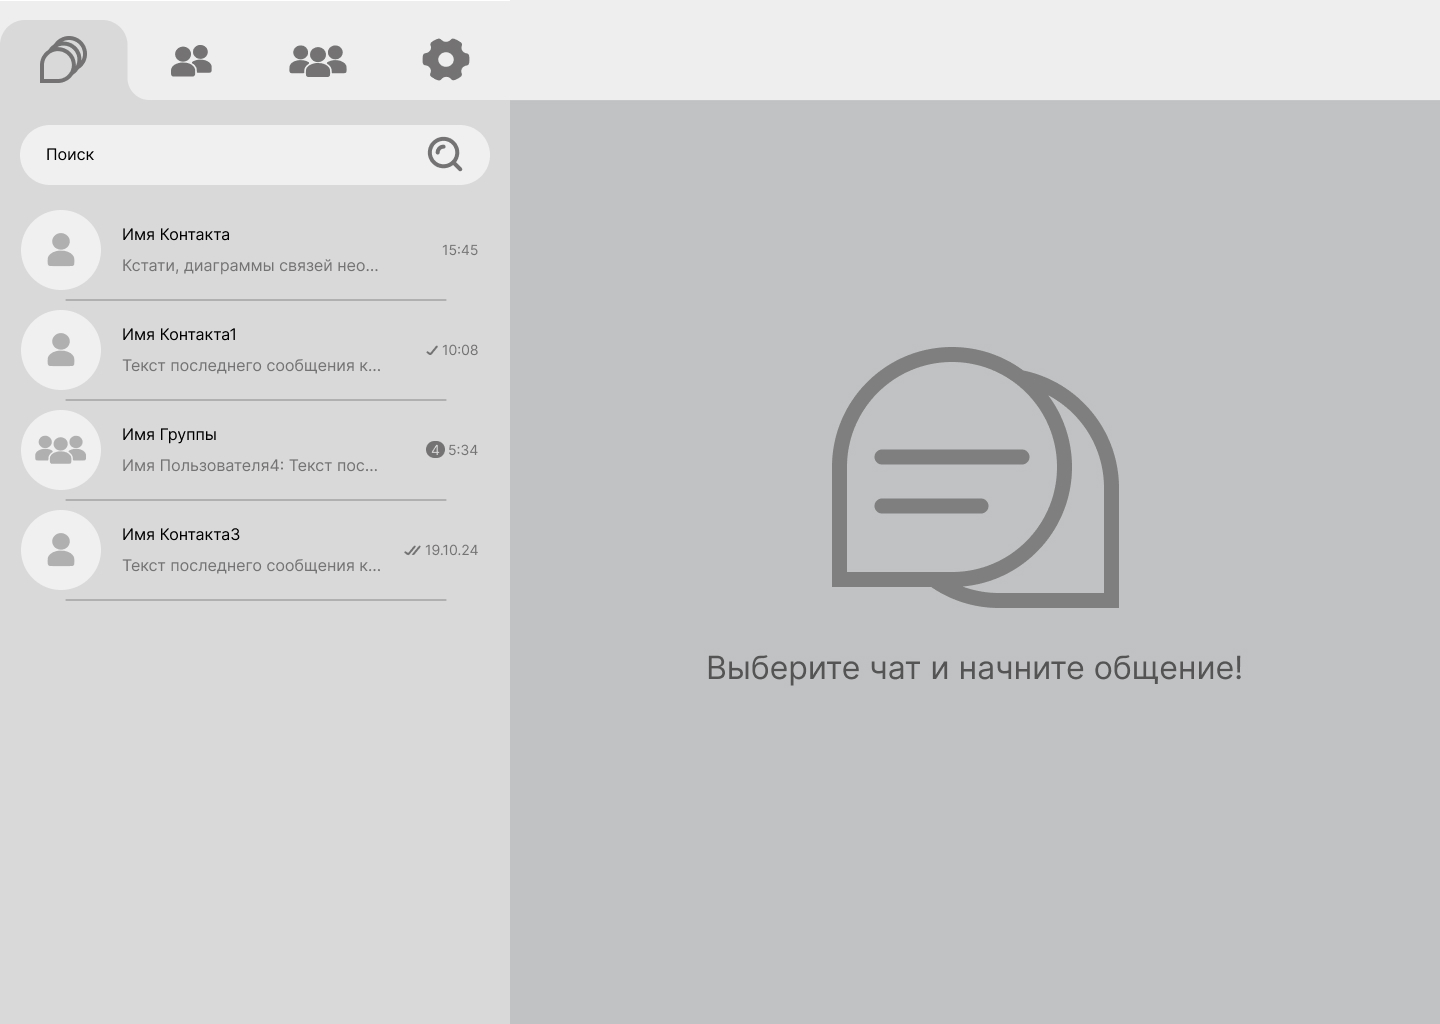 Поиск
Имя Контакта
15:45
Кстати, диаграммы связей нео...
Имя Контакта1
10:08
Текст последнего сообщения к...
Имя Группы
4 5:34
Имя Пользователя4: Текст пос...
Имя Контакта3
19.10.24
Текст последнего сообщения к...
Выберите чат и начните общение!